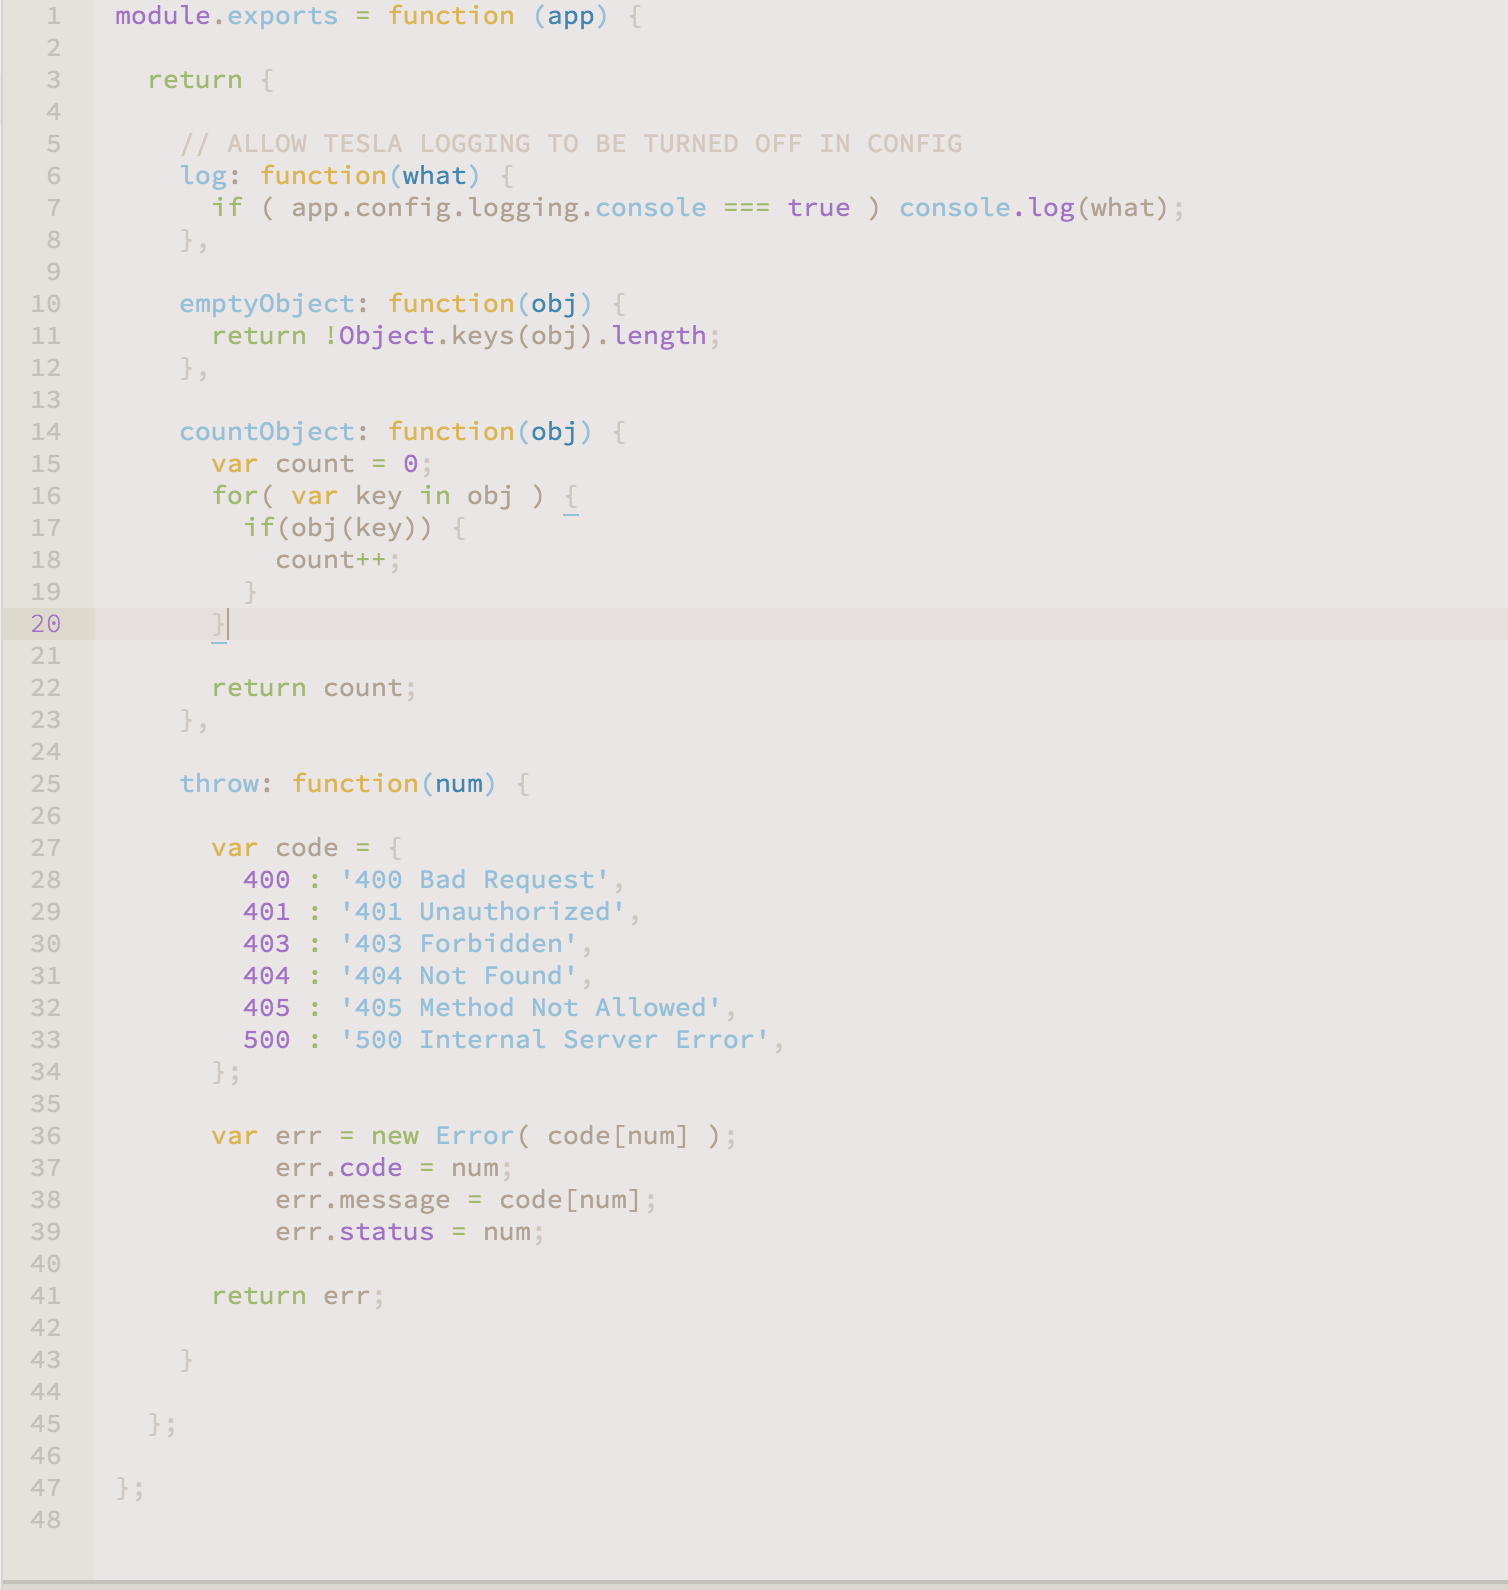 1 module.exports = function (app) {
2
3   return {
4
5     // ALLOW TESLA LOGGING TO BE TURNED OFF IN CONFIG
6     log: function(what) {
7       if ( app.config.logging.console === true ) console.log(what);
8     },
9
10     emptyObject: function(obj) {
11       return !Object.keys(obj).length;
12     },
13
14     countObject: function(obj) {
15       var count = 0;
16       for( var key in obj ) {
17         if(obj(key)) {
18           count++;
19         }
20       }
21
22       return count;
23     },
24
25     throw: function(num) {
26
27       var code = {
28         400 : '400 Bad Request',
29         401 : '401 Unauthorized',
30         403 : '403 Forbidden',
31         404 : '404 Not Found',
32         405 : '405 Method Not Allowed',
33         500 : '500 Internal Server Error',
34       };
35
36       var err = new Error( code[num] );
37           err.code = num;
38           err.message = code[num];
39           err.status = num;
40
41       return err;
42
43     }
44
45   };
46
47 };
48